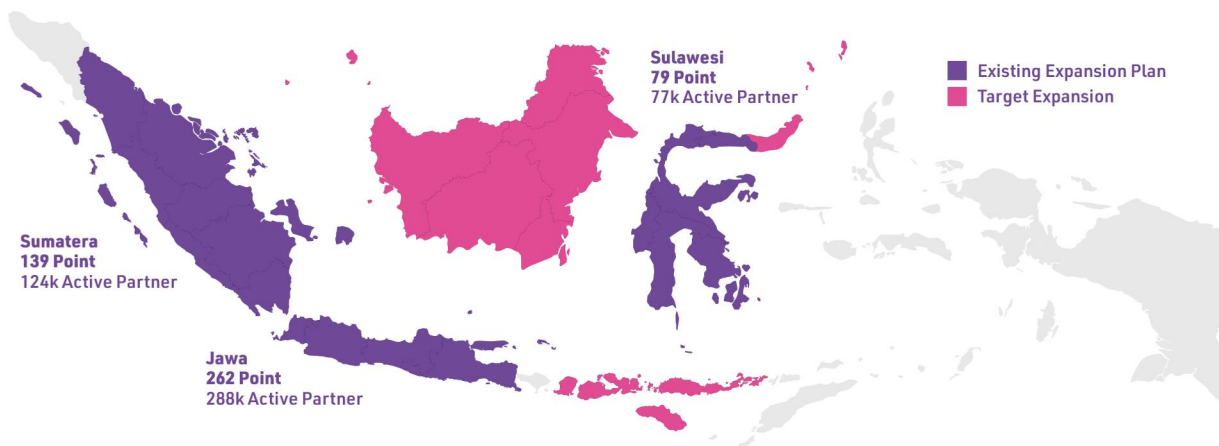 Sulawesi
79 Point
77k Active Partner
Existing Expansion Plan
Target Expansion
Sumatera
139 Point
124k Active Partner
Jawa
262 Point
288k Active Partner